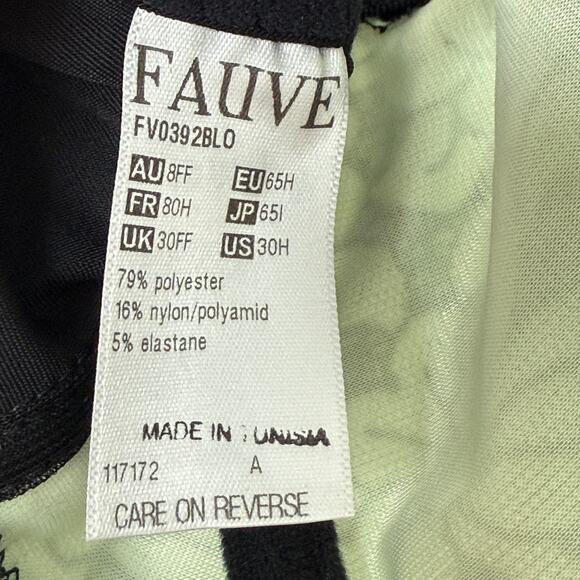 FAUVE
FV0392BLO
AU 8FF EU 65H
FR 80H JP 65I
UK 30FF US 30H
79% polyester
16% nylon/polyamid
5% elastane
MADE IN TUNISIA
117172 A
CARE ON REVERSE